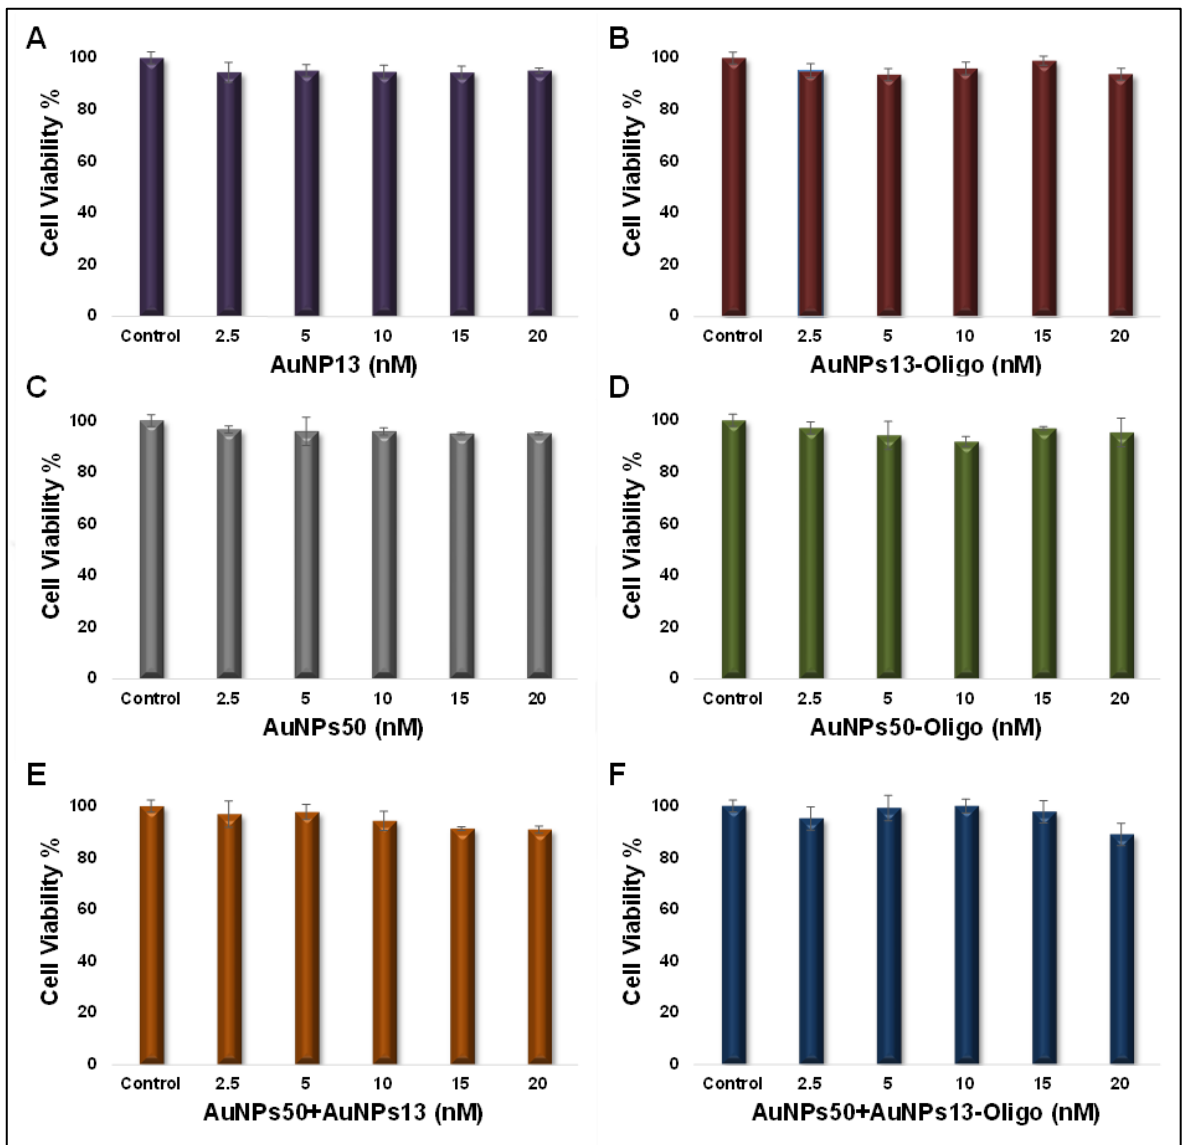 A
Cell Viability %
100
80
60
40
20
0
Control 2.5 5 10 15 20
AuNP13 (nM)
B
Cell Viability %
100
80
60
40
20
0
Control 2.5 5 10 15 20
AuNPs13-Oligo (nM)
C
Cell Viability %
100
80
60
40
20
0
Control 2.5 5 10 15 20
AuNPs50 (nM)
D
Cell Viability %
100
80
60
40
20
0
Control 2.5 5 10 15 20
AuNPs50-Oligo (nM)
E
Cell Viability %
100
80
60
40
20
0
Control 2.5 5 10 15 20
AuNPs50+AuNPs13 (nM)
F
Cell Viability %
100
80
60
40
20
0
Control 2.5 5 10 15 20
AuNPs50+AuNPs13-Oligo (nM)